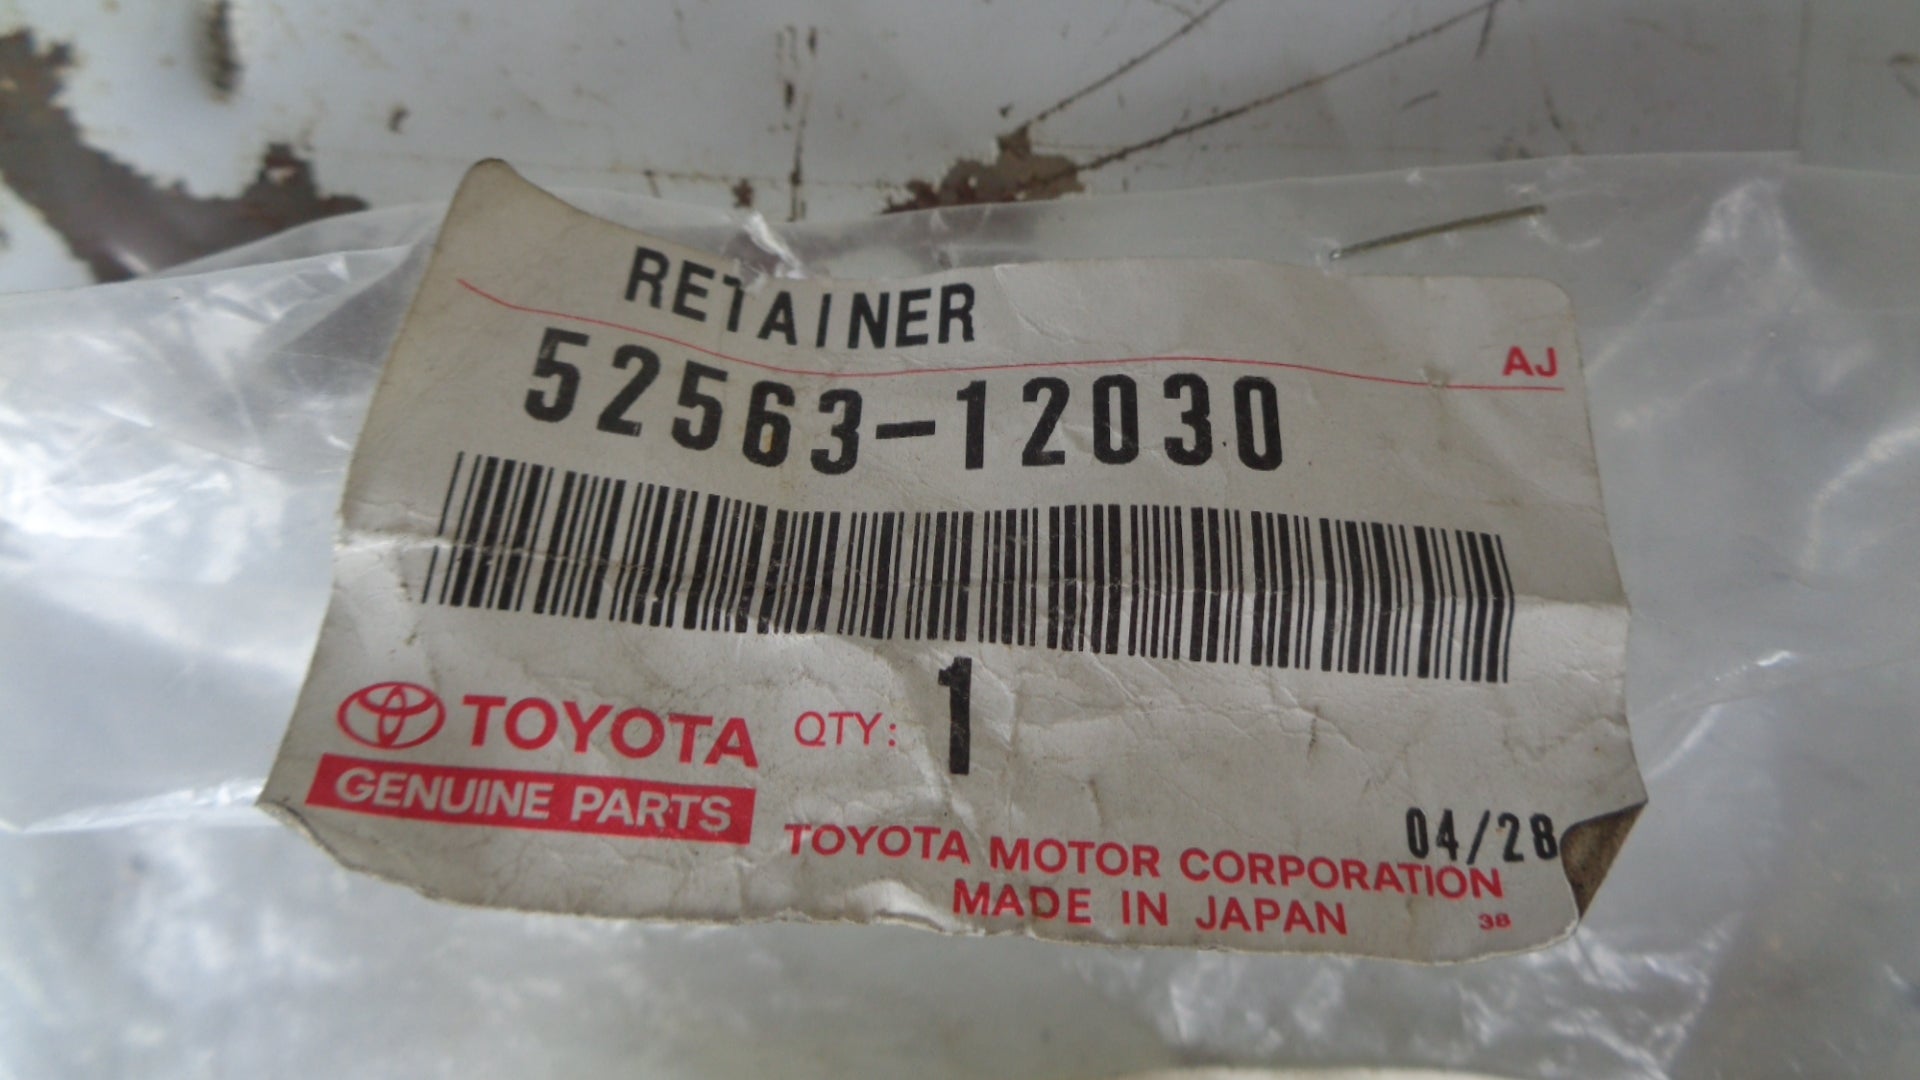 RETAINER
AJ
52563-12030
TOYOTA QTY: 1
GENUINE PARTS
04/28
TOYOTA MOTOR CORPORATION
MADE IN JAPAN 38